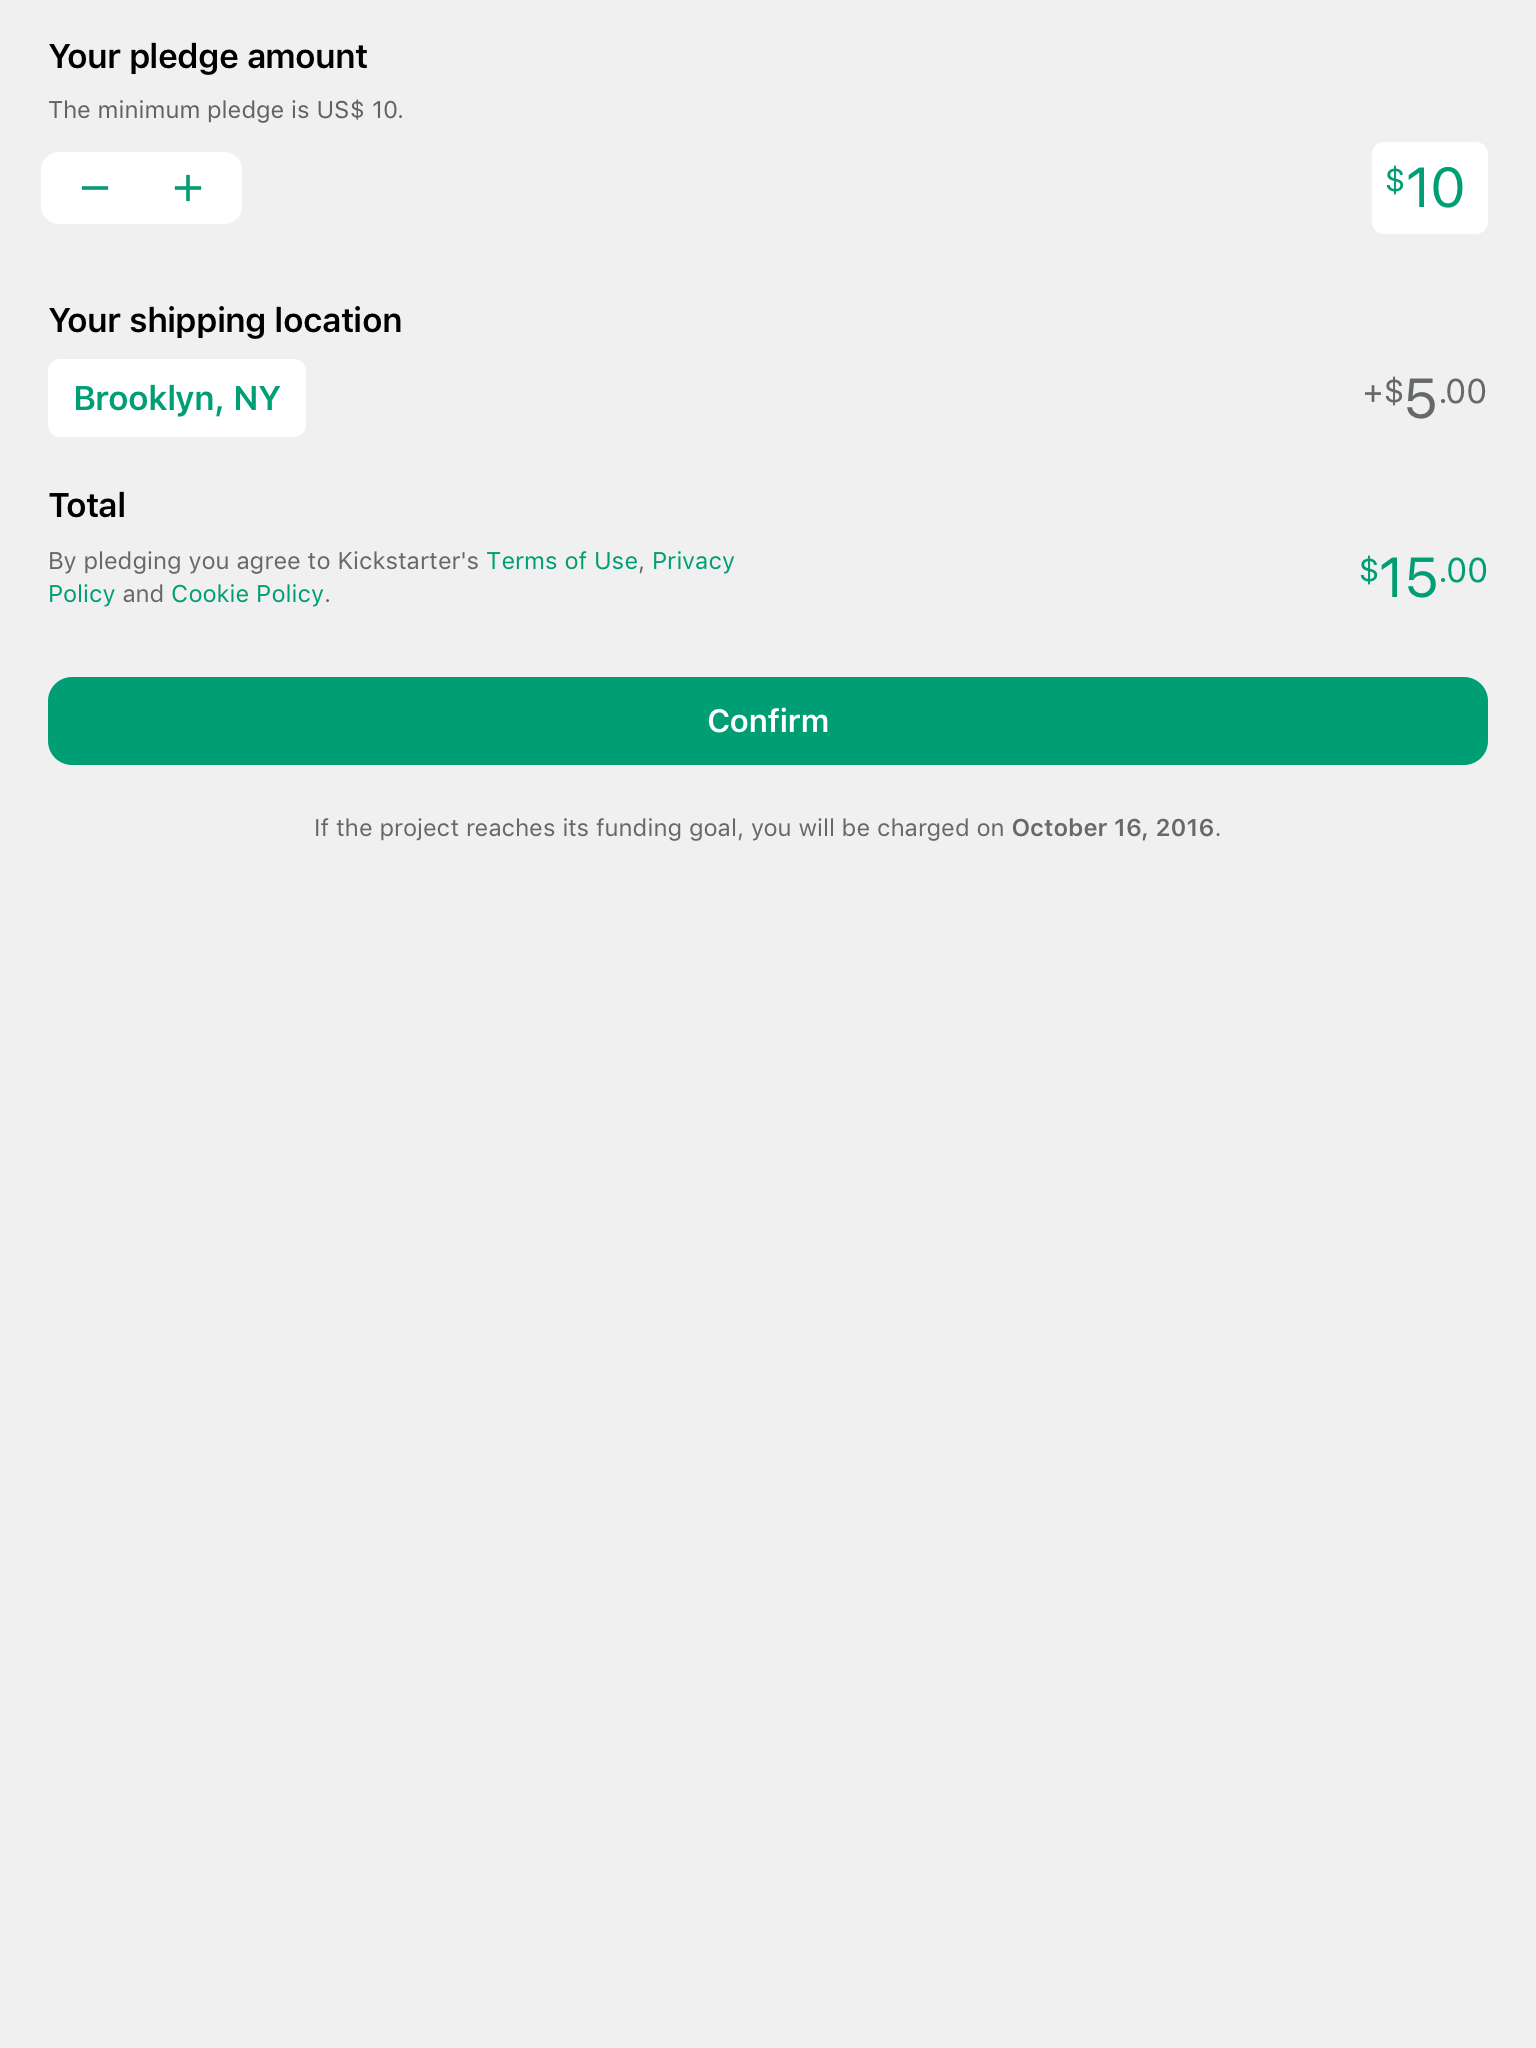 Your pledge amount
The minimum pledge is US$ 10.
− +
$10
Your shipping location
Brooklyn, NY
+$5.00
Total
By pledging you agree to Kickstarter's Terms of Use, Privacy
Policy and Cookie Policy.
$15.00
Confirm
If the project reaches its funding goal, you will be charged on October 16, 2016.